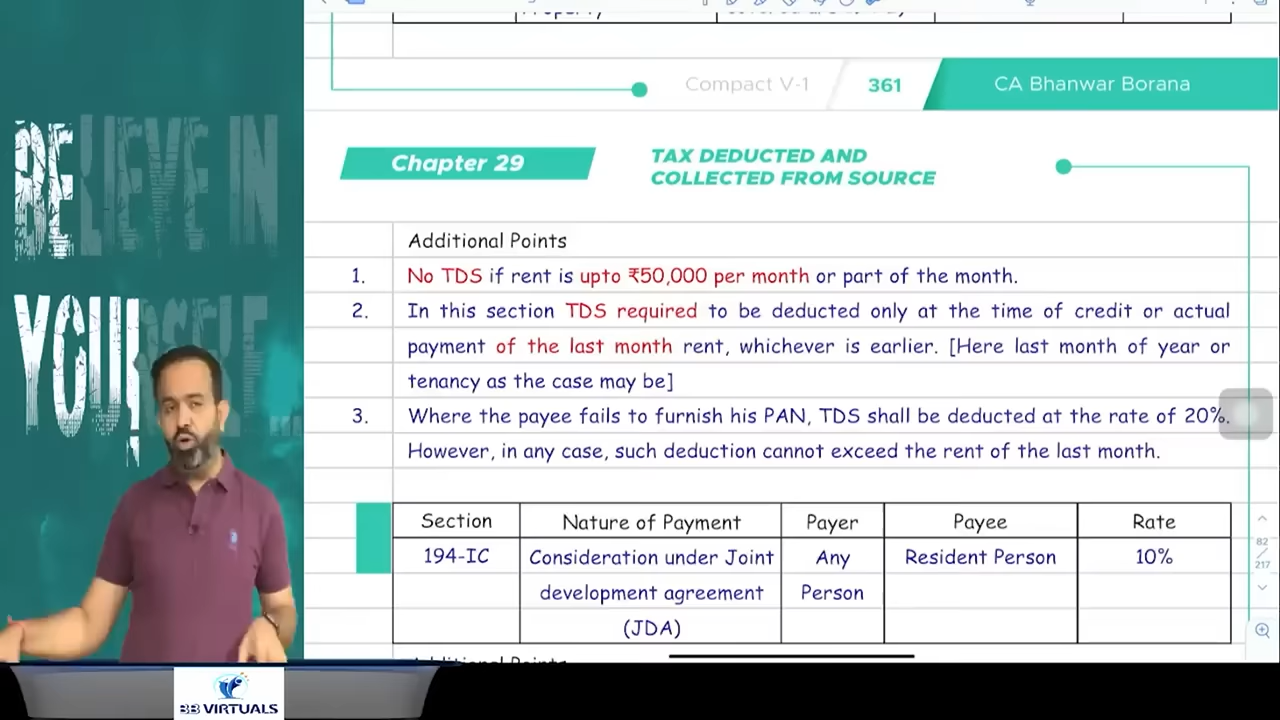 BELIEVE IN
YOURSELF...
Compact V-1
361
CA Bhanwar Borana
Chapter 29
TAX DEDUCTED AND
COLLECTED FROM SOURCE
Additional Points
1. No TDS if rent is upto ₹50,000 per month or part of the month.
2. In this section TDS required to be deducted only at the time of credit or actual
payment of the last month rent, whichever is earlier. [Here last month of year or
tenancy as the case may be]
3. Where the payee fails to furnish his PAN, TDS shall be deducted at the rate of 20%.
However, in any case, such deduction cannot exceed the rent of the last month.
Section Nature of Payment Payer Payee Rate
194-IC Consideration under Joint Any Resident Person 10%
development agreement Person
(JDA)
82
/
217
BB VIRTUALS